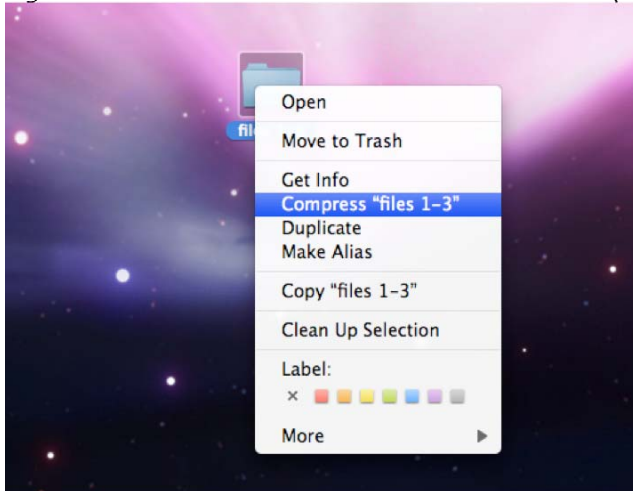 fil
Open
Move to Trash
Get Info
Compress “files 1-3”
Duplicate
Make Alias
Copy “files 1-3”
Clean Up Selection
Label:
×
More